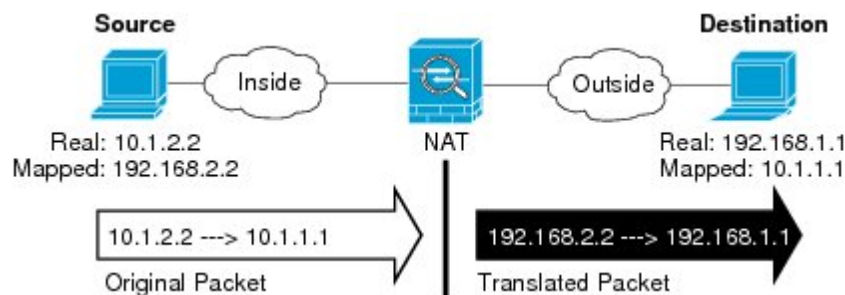 Source
Destination
Inside
Outside
Real: 10.1.2.2
Mapped: 192.168.2.2
NAT
Real: 192.168.1.1
Mapped: 10.1.1.1
10.1.2.2 ---> 10.1.1.1
192.168.2.2 ---> 192.168.1.1
Original Packet
Translated Packet